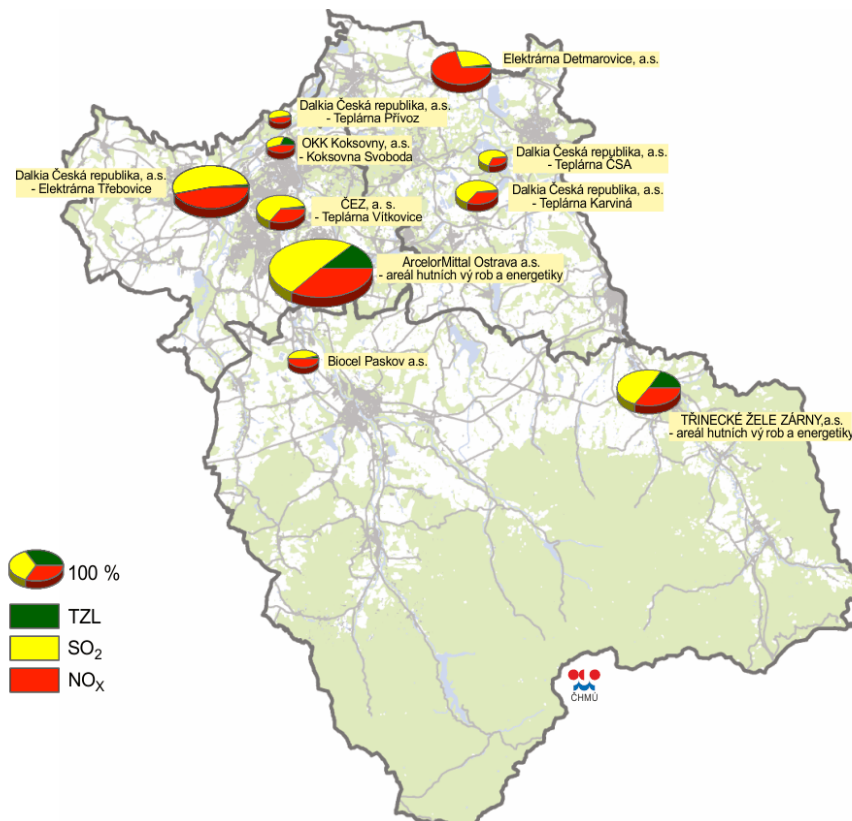 Elektrárna Detmarovice, a.s.
Dalkia Česká republika, a.s.
- Teplárna Přívoz
OKK Koksovny, a.s.
- Koksovna Svoboda
Dalkia Česká republika, a.s.
- Teplárna ČSA
Dalkia Česká republika, a.s.
- Elektrárna Třebovice
Dalkia Česká republika, a.s.
- Teplárna Karviná
ČEZ, a. s.
- Teplárna Vítkovice
ArcelorMittal Ostrava a.s.
- areál hutních vý rob a energetiky
Biocel Paskov a.s.
TŘINECKÉ ŽELE ZÁRNY,a.s.
- areál hutních vý rob a energetiky
100 %
TZL
SO₂
NOₓ
ČHMÚ